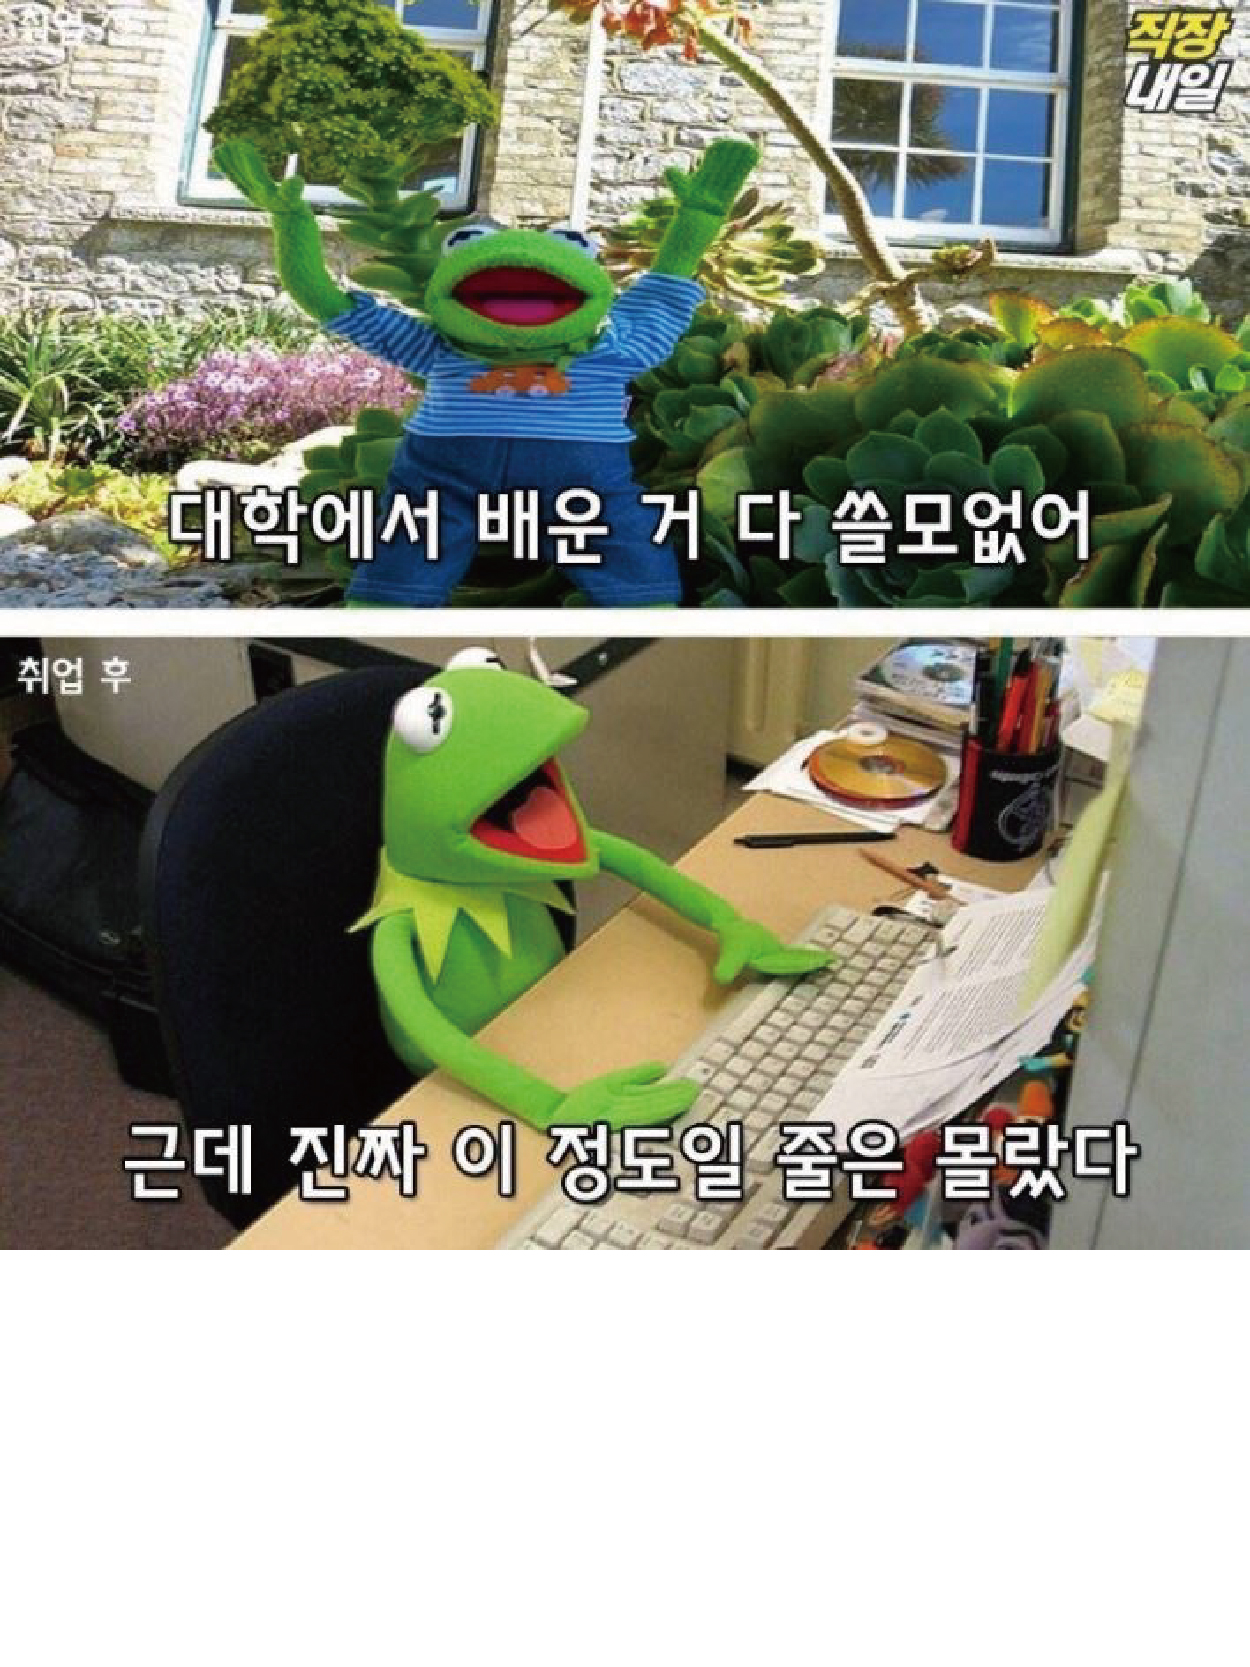 직장
내일
대학에서 배운 거 다 쓸모없어
취업 후
근데 진짜 이 정도일 줄은 몰랐다